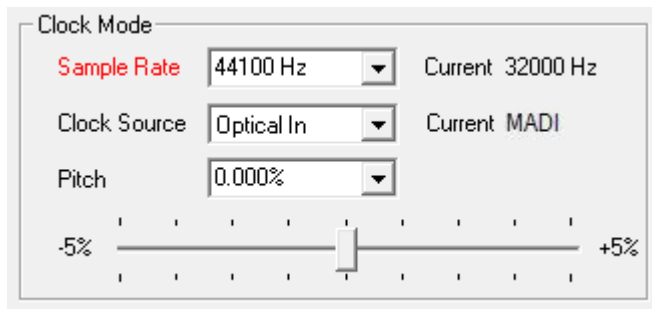 Clock Mode
Sample Rate 44100 Hz Current 32000 Hz
Clock Source Optical In Current MADI
Pitch 0.000%
-5% +5%